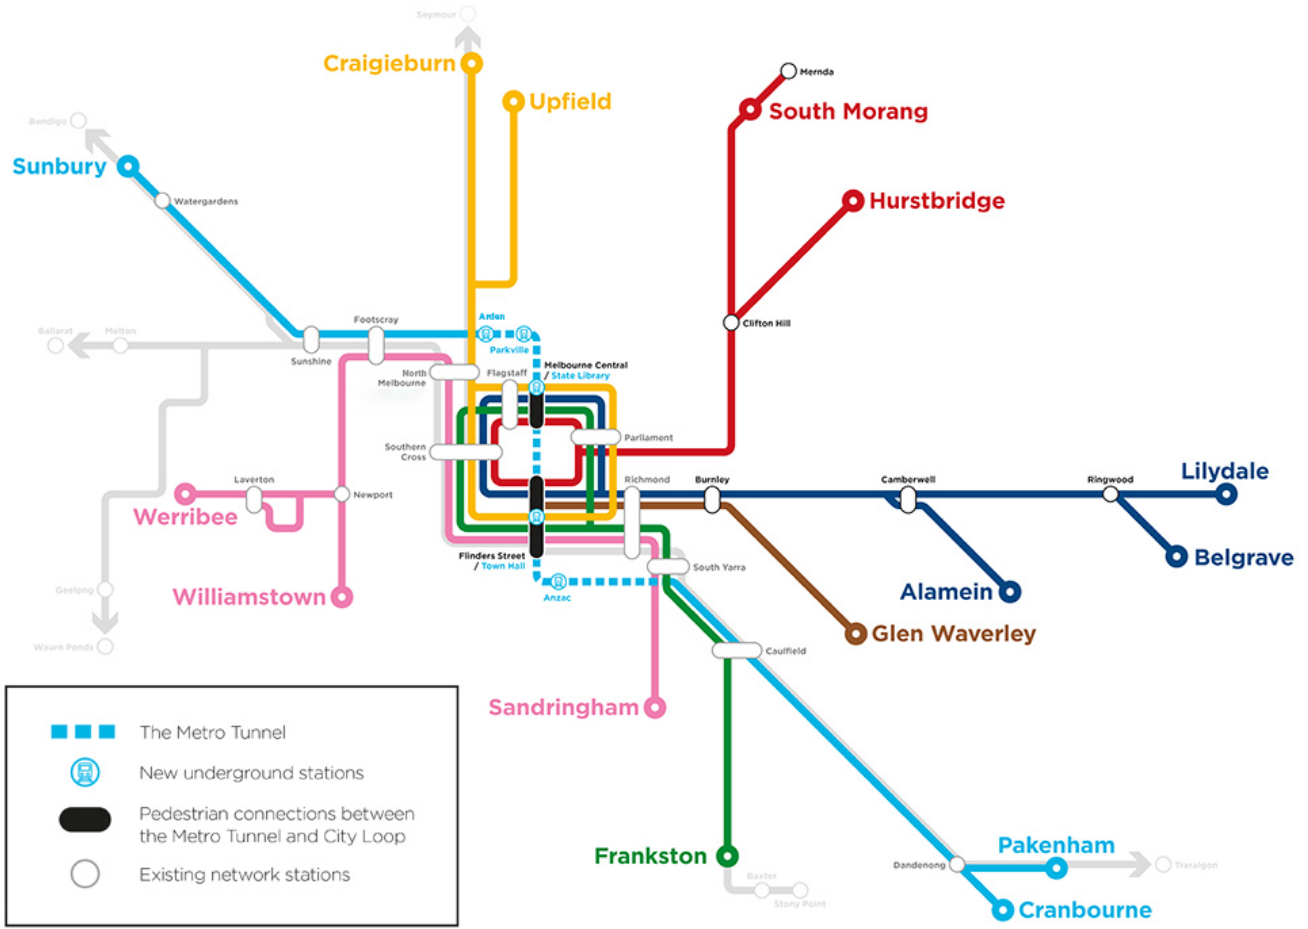 Seymour
Craigieburn
Mernda
Upfield
South Morang
Bendigo
Sunbury
Watergardens
Hurstbridge
Footscray
Arden
Clifton Hill
Ballarat
Melton
Sunshine
Parkville
Melbourne Central
/ State Library
North
Melbourne
Flagstaff
Southern
Cross
Parliament
Laverton
Newport
Richmond
Burnley
Camberwell
Ringwood
Lilydale
Werribee
Flinders Street
/ Town Hall
South Yarra
Belgrave
Geelong
Williamstown
Anzac
Alamein
Glen Waverley
Waurn Ponds
Caulfield
Sandringham
The Metro Tunnel
New underground stations
Pedestrian connections between
the Metro Tunnel and City Loop
Existing network stations
Frankston
Baxter
Stony Point
Dandenong
Pakenham
Traralgon
Cranbourne